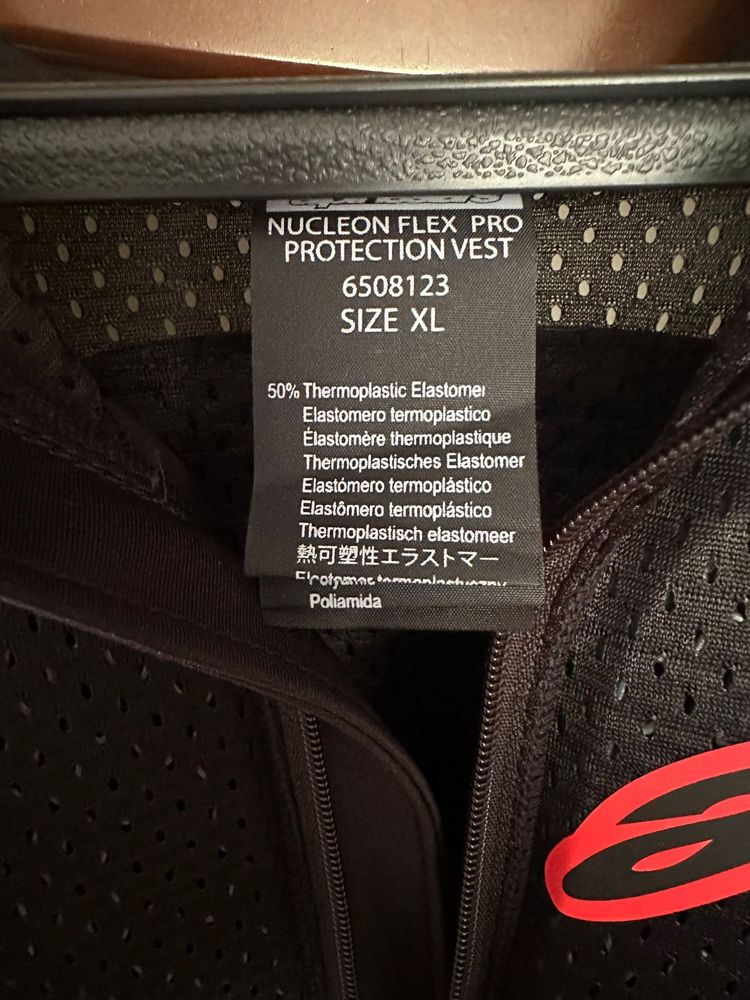 NUCLEON FLEX PRO
PROTECTION VEST
6508123
SIZE XL
50% Thermoplastic Elastomer
Elastomero termoplastico
Élastomère thermoplastique
Thermoplastisches Elastomer
Elastómero termoplástico
Elastômero termoplástico
Thermoplastisch elastomeer
熱可塑性エラストマー
Poliamida